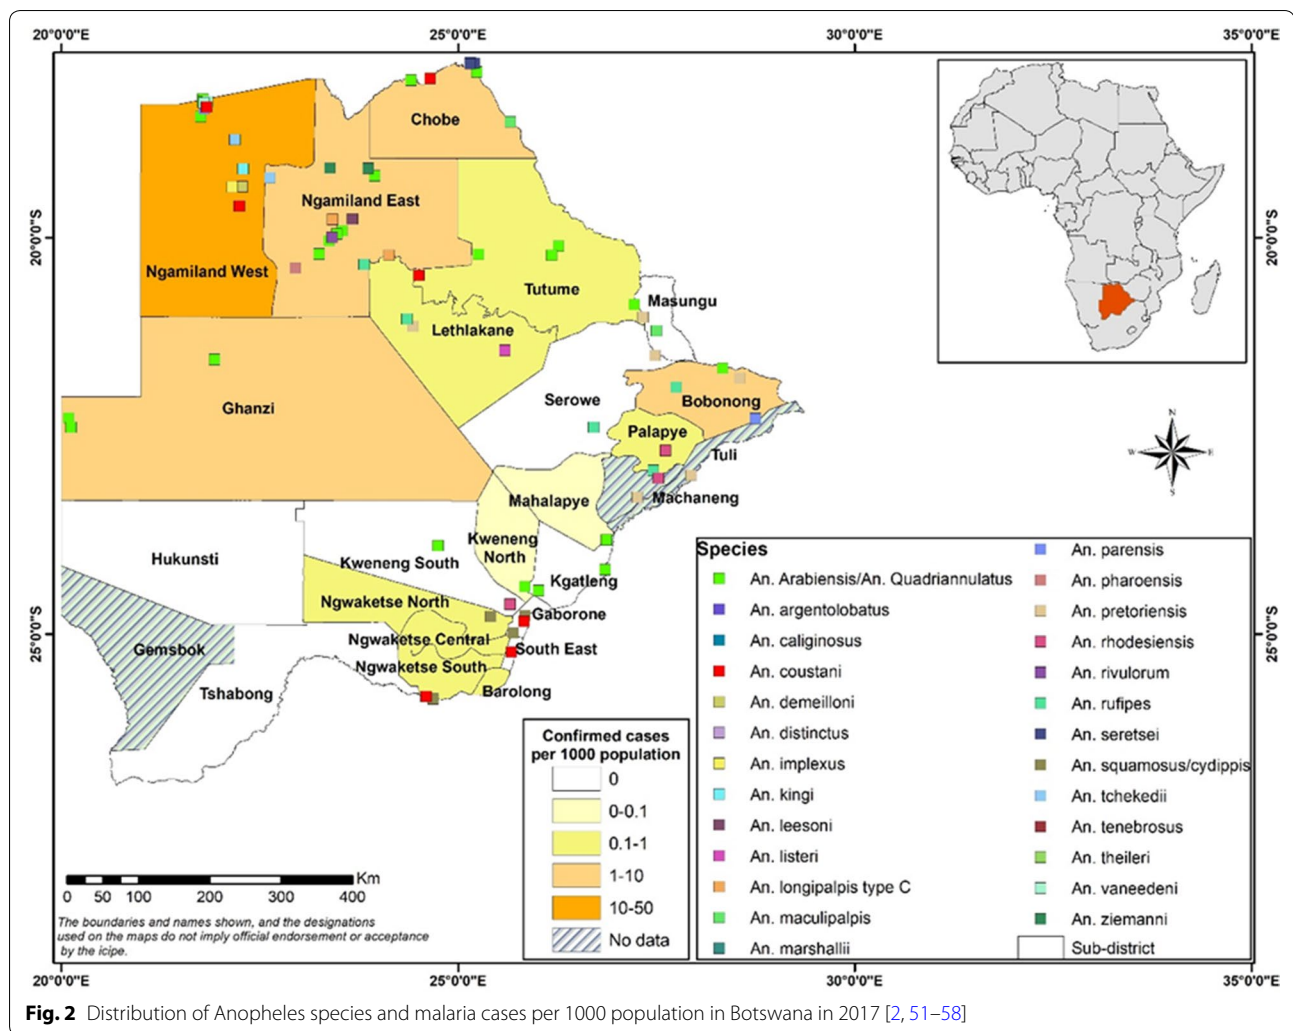 20°0'0"E 25°0'0"E 30°0'0"E 35°0'0"E
Chobe
Ngamiland East
20°0'0"S
20°0'0"S
Ngamiland West
Tutume
Masungu
Lethlakane
Ghanzi
Serowe
Bobonong
Palapye
Tuli
N
W E
S
Mahalapye
Machaneng
Kweneng
North
Hukunsti
Kweneng South
Kgatleng
Ngwaketse North
Gaborone
25°0'0"S
25°0'0"S
Ngwaketse Central
South East
Gemsbok
Ngwaketse South
Tshabong
Barolong
Species
An. Arabiensis/An. Quadriannulatus
An. argentolobatus
An. caliginosus
An. coustani
An. demeilloni
An. distinctus
An. implexus
An. kingi
An. leesoni
An. listeri
An. longipalpis type C
An. maculipalpis
An. marshallii
An. parensis
An. pharoensis
An. pretoriensis
An. rhodesiensis
An. rivulorum
An. rufipes
An. seretsei
An. squamosus/cydippis
An. tchekedii
An. tenebrosus
An. theileri
An. vaneedeni
An. ziemanni
Sub-district
Confirmed cases
per 1000 population
0
0-0.1
0.1-1
1-10
10-50
No data
Km
0 50 100 200 300 400
The boundaries and names shown, and the designations
used on the maps do not imply official endorsement or acceptance
by the icipe.
20°0'0"E 25°0'0"E 30°0'0"E 35°0'0"E
Fig. 2 Distribution of Anopheles species and malaria cases per 1000 population in Botswana in 2017 [2, 51–58]